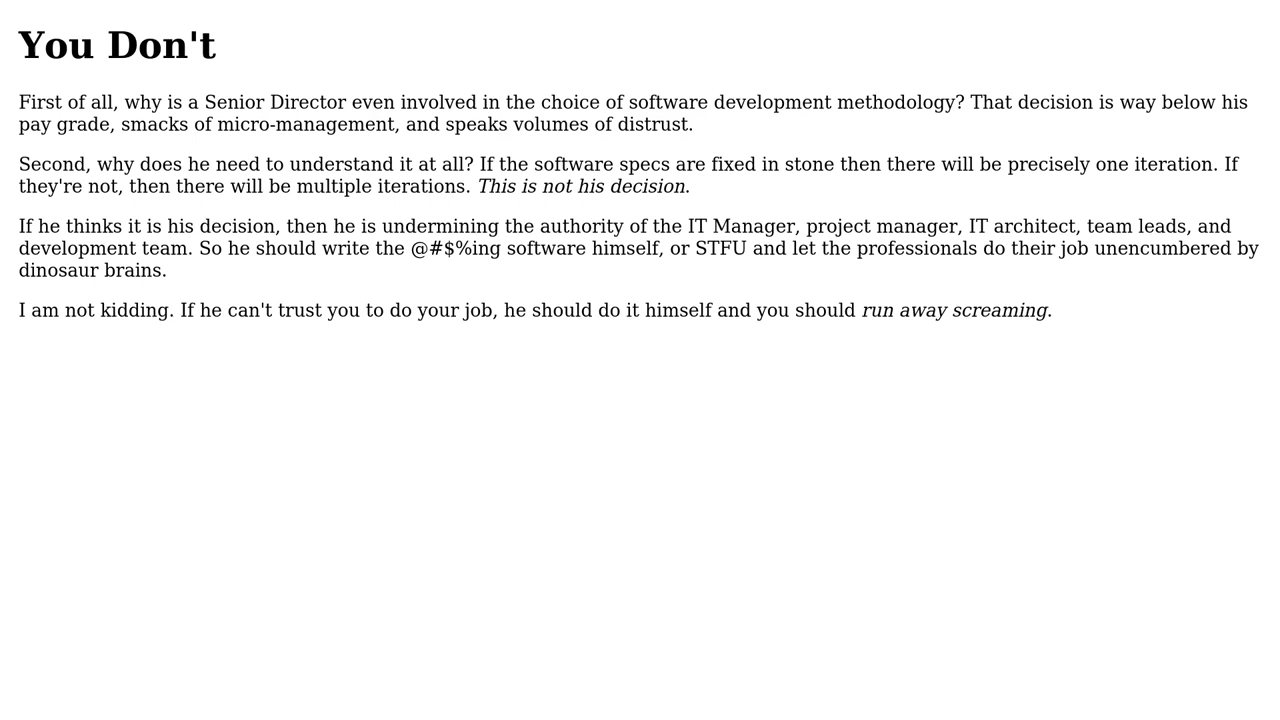 You Don't
First of all, why is a Senior Director even involved in the choice of software development methodology? That decision is way below his
pay grade, smacks of micro-management, and speaks volumes of distrust.
Second, why does he need to understand it at all? If the software specs are fixed in stone then there will be precisely one iteration. If
they're not, then there will be multiple iterations. This is not his decision.
If he thinks it is his decision, then he is undermining the authority of the IT Manager, project manager, IT architect, team leads, and
development team. So he should write the @#$%ing software himself, or STFU and let the professionals do their job unencumbered by
dinosaur brains.
I am not kidding. If he can't trust you to do your job, he should do it himself and you should run away screaming.